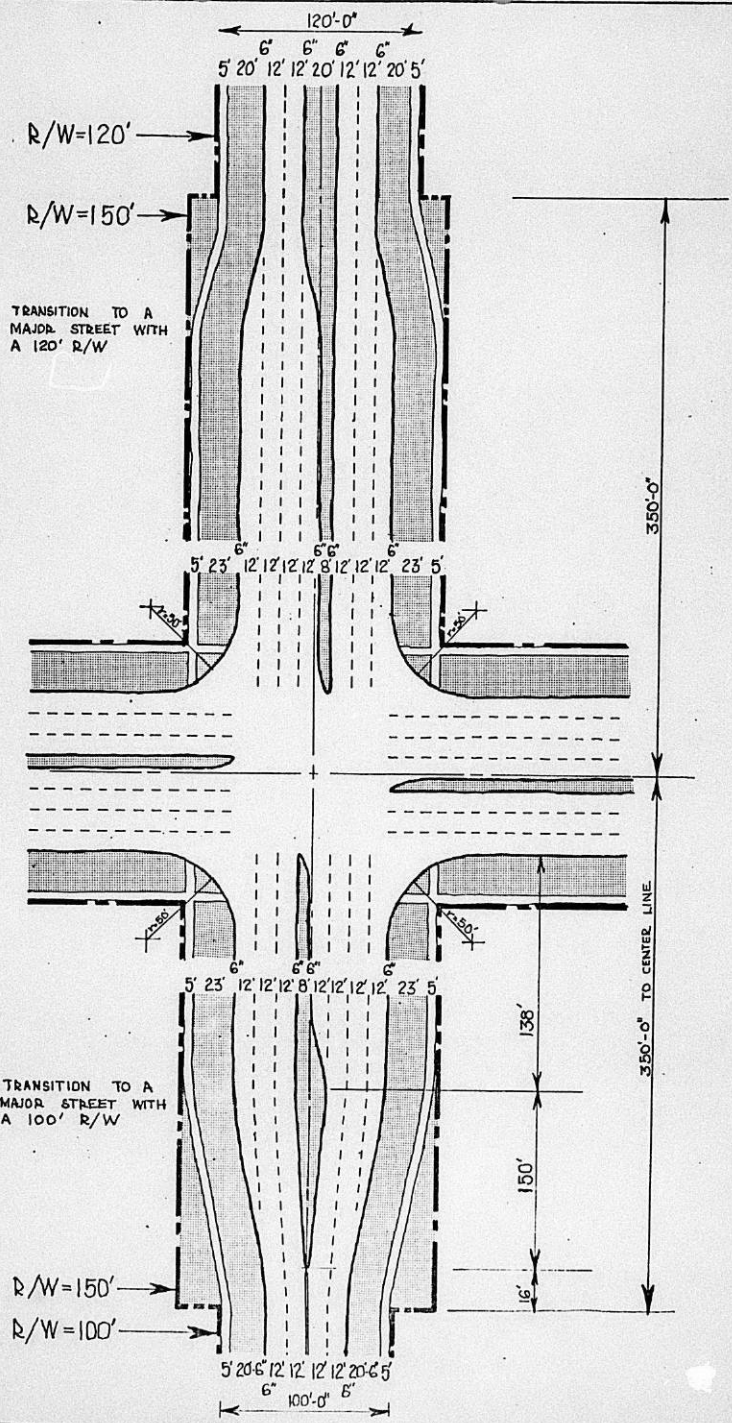 120'-0"
6" 6" 6" 6"
5' 20' 12' 12' 20' 12' 12' 20' 5'
R/W=120'
R/W=150'
TRANSITION TO A
MAJOR STREET WITH
A 120' R/W
350'-0"
6" 6" 6" 6"
5' 23' 12' 12' 12' 12' 8' 12' 12' 12' 23' 5'
r=50' r=50'
r=50' r=50'
350'-0" TO CENTER LINE
6" 6" 6" 6"
5' 23' 12' 12' 12' 8' 12' 12' 12' 12' 23' 5'
138'
TRANSITION TO A
MAJOR STREET WITH
A 100' R/W
150'
R/W=150'
16'
R/W=100'
5' 20'-6" 12' 12' 12' 12' 20'-6" 5'
6" 6"
100'-0"